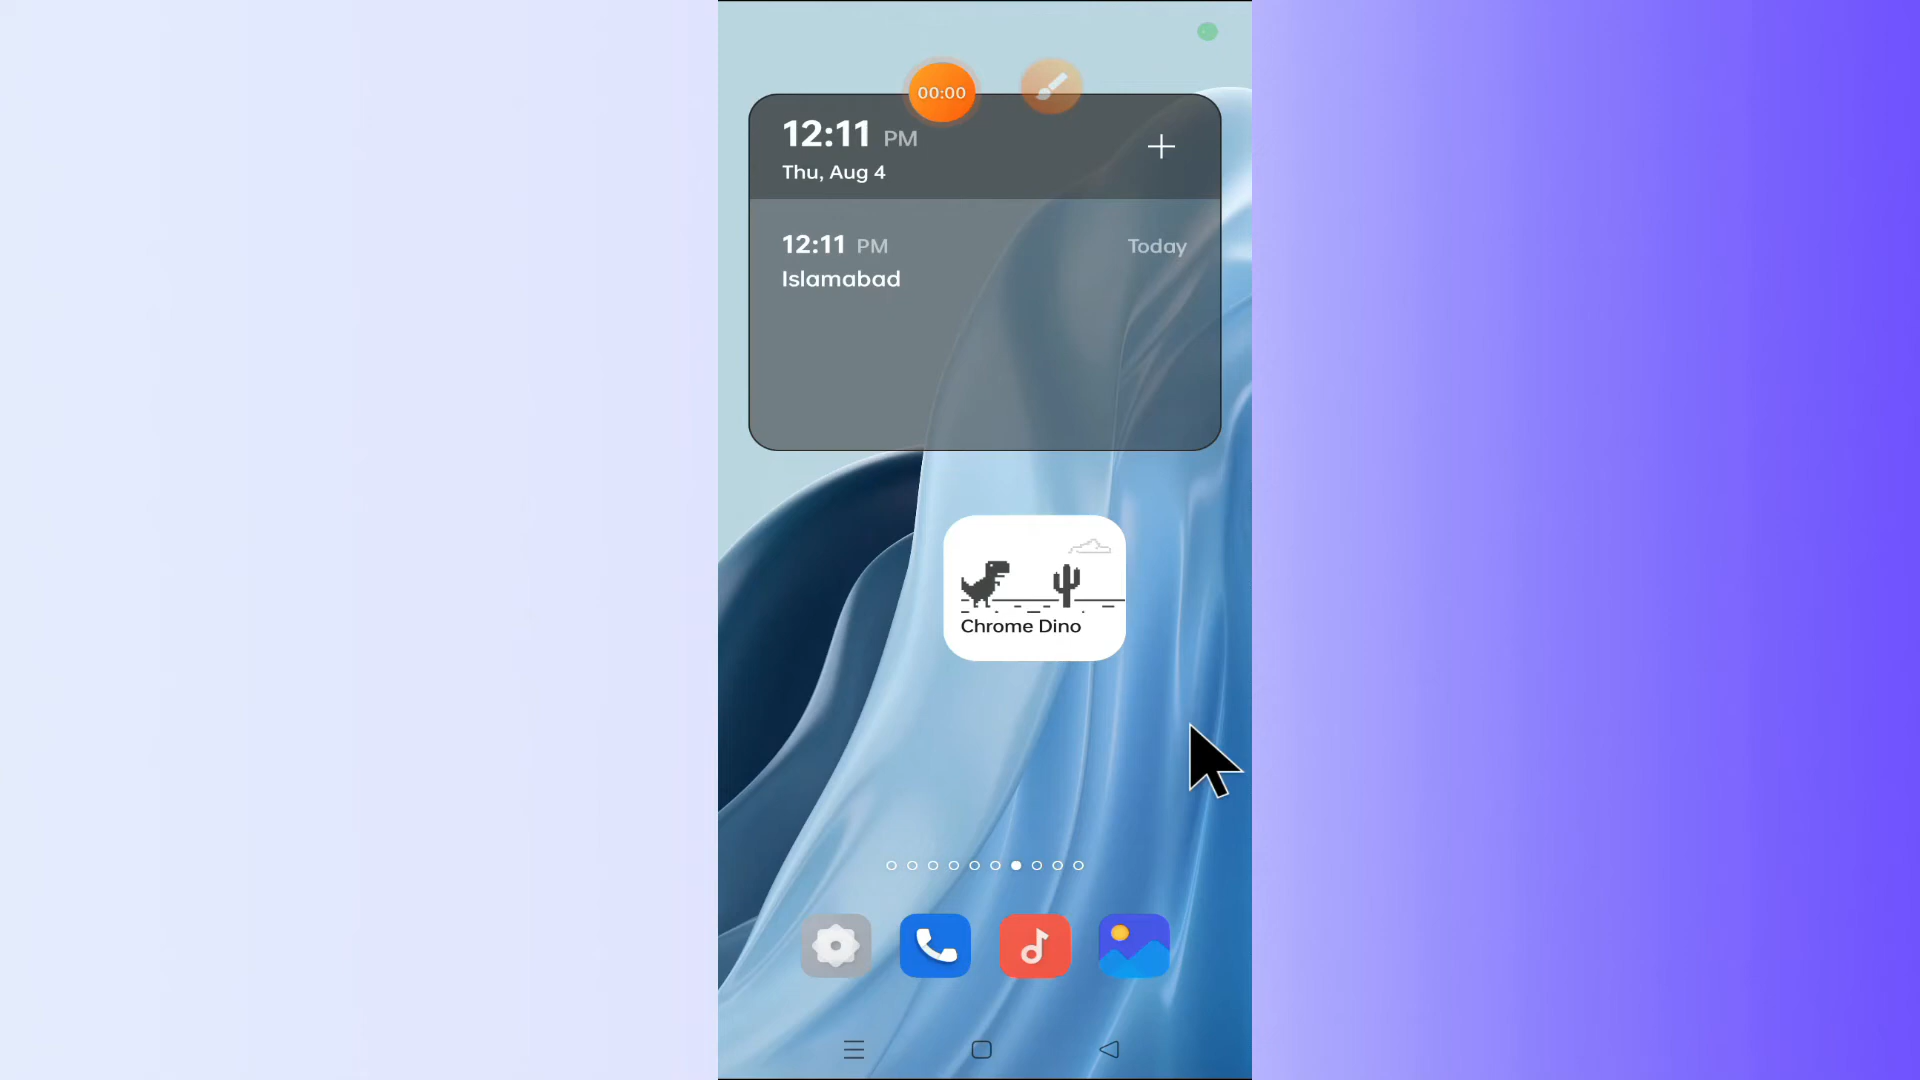 00:00
12:11 PM
Thu, Aug 4
12:11 PM Today
Islamabad
Chrome Dino